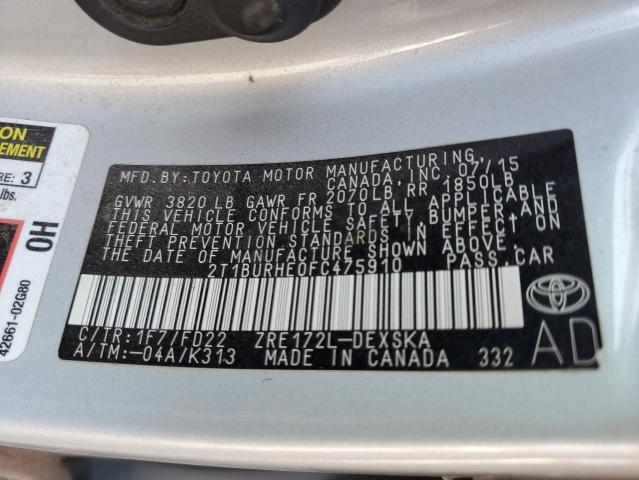 ON
EMENT
RE: 3
lbs.
OH
42661-02G80
MFD.BY:TOYOTA MOTOR MANUFACTURING
CANADA, INC. 07/15
GVWR 3820 LB GAWR FR 2070LB, RR 1850LB
THIS VEHICLE CONFORMS TO ALL APPLICABLE
FEDERAL MOTOR VEHICLE SAFETY, BUMPER, AND
THEFT PREVENTION STANDARDS IN EFFECT ON
THE DATE OF MANUFACTURE SHOWN ABOVE.
2T1BURHE0FC475910 PASS.CAR
C/TR:1F7/FD22 ZRE172L-DEXSKA
A/TM:-04A/K313 MADE IN CANADA 332
AD